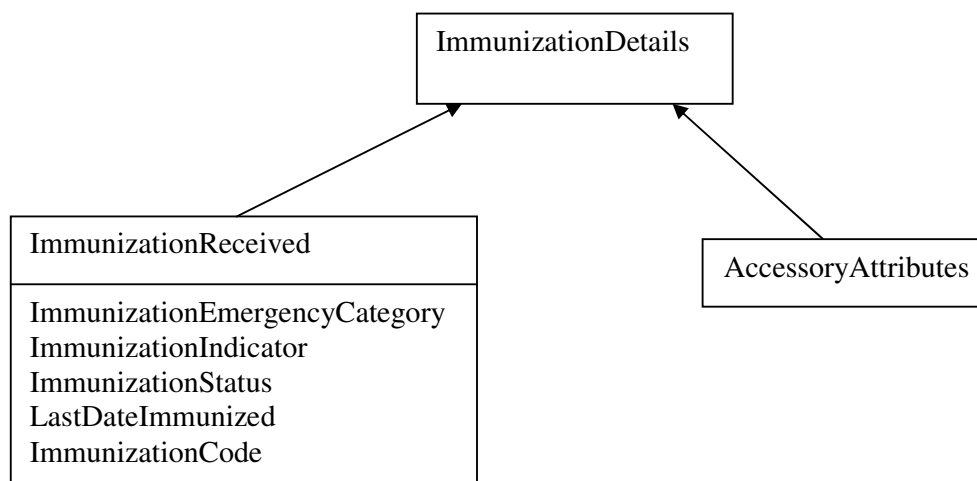 ImmunizationDetails
ImmunizationReceived
ImmunizationEmergencyCategory
ImmunizationIndicator
ImmunizationStatus
LastDateImmunized
ImmunizationCode
AccessoryAttributes